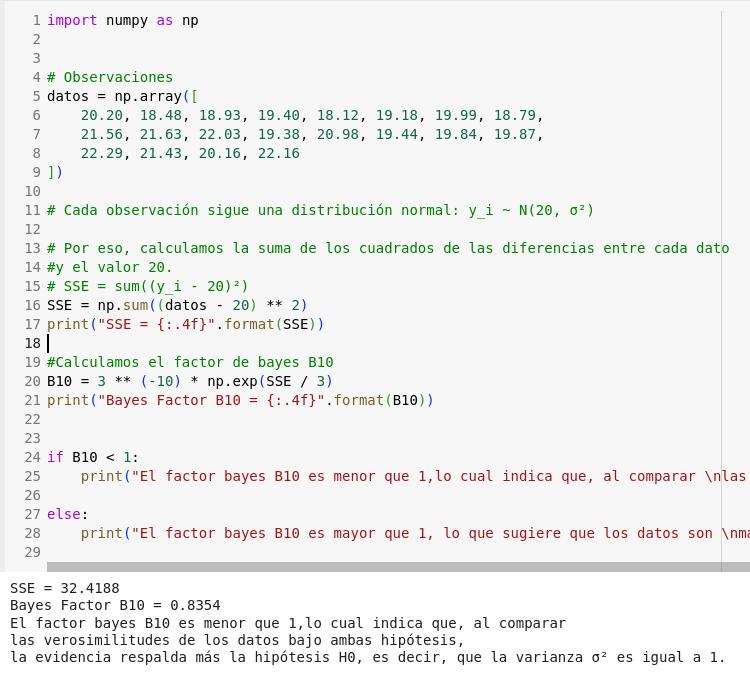 1 import numpy as np
2
3
4 # Observaciones
5 datos = np.array([
6     20.20, 18.48, 18.93, 19.40, 18.12, 19.18, 19.99, 18.79,
7     21.56, 21.63, 22.03, 19.38, 20.98, 19.44, 19.84, 19.87,
8     22.29, 21.43, 20.16, 22.16
9 ])
10
11 # Cada observación sigue una distribución normal: y_i ~ N(20, σ²)
12
13 # Por eso, calculamos la suma de los cuadrados de las diferencias entre cada dato
14 #y el valor 20.
15 # SSE = sum((y_i - 20)²)
16 SSE = np.sum((datos - 20) ** 2)
17 print("SSE = {:.4f}".format(SSE))
18
19 #Calculamos el factor de bayes B10
20 B10 = 3 ** (-10) * np.exp(SSE / 3)
21 print("Bayes Factor B10 = {:.4f}".format(B10))
22
23
24 if B10 < 1:
25     print("El factor bayes B10 es menor que 1,lo cual indica que, al comparar \nlas
26
27 else:
28     print("El factor bayes B10 es mayor que 1, lo que sugiere que los datos son \nma
29
SSE = 32.4188
Bayes Factor B10 = 0.8354
El factor bayes B10 es menor que 1,lo cual indica que, al comparar
las verosimilitudes de los datos bajo ambas hipótesis,
la evidencia respalda más la hipótesis H0, es decir, que la varianza σ² es igual a 1.